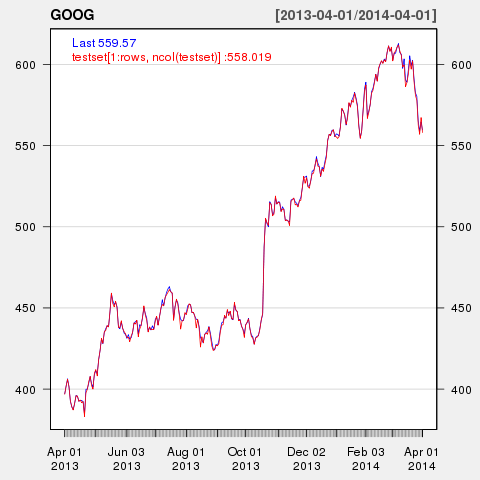 GOOG [2013-04-01/2014-04-01]
Last 559.57
testset[1:rows, ncol(testset)] :558.019
600 600
550 550
500 500
450 450
400 400
Apr 01 Jun 03 Aug 01 Oct 01 Dec 02 Feb 03 Apr 01
2013 2013 2013 2013 2013 2014 2014